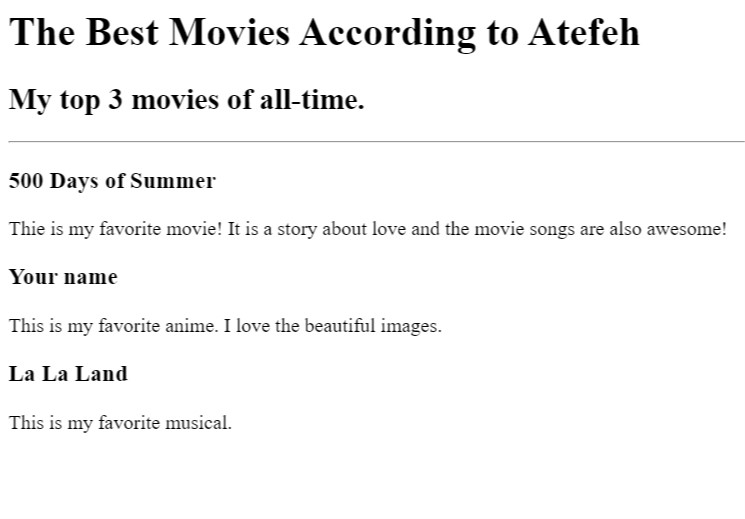 The Best Movies According to Atefeh
My top 3 movies of all-time.
500 Days of Summer
Thie is my favorite movie! It is a story about love and the movie songs are also awesome!
Your name
This is my favorite anime. I love the beautiful images.
La La Land
This is my favorite musical.